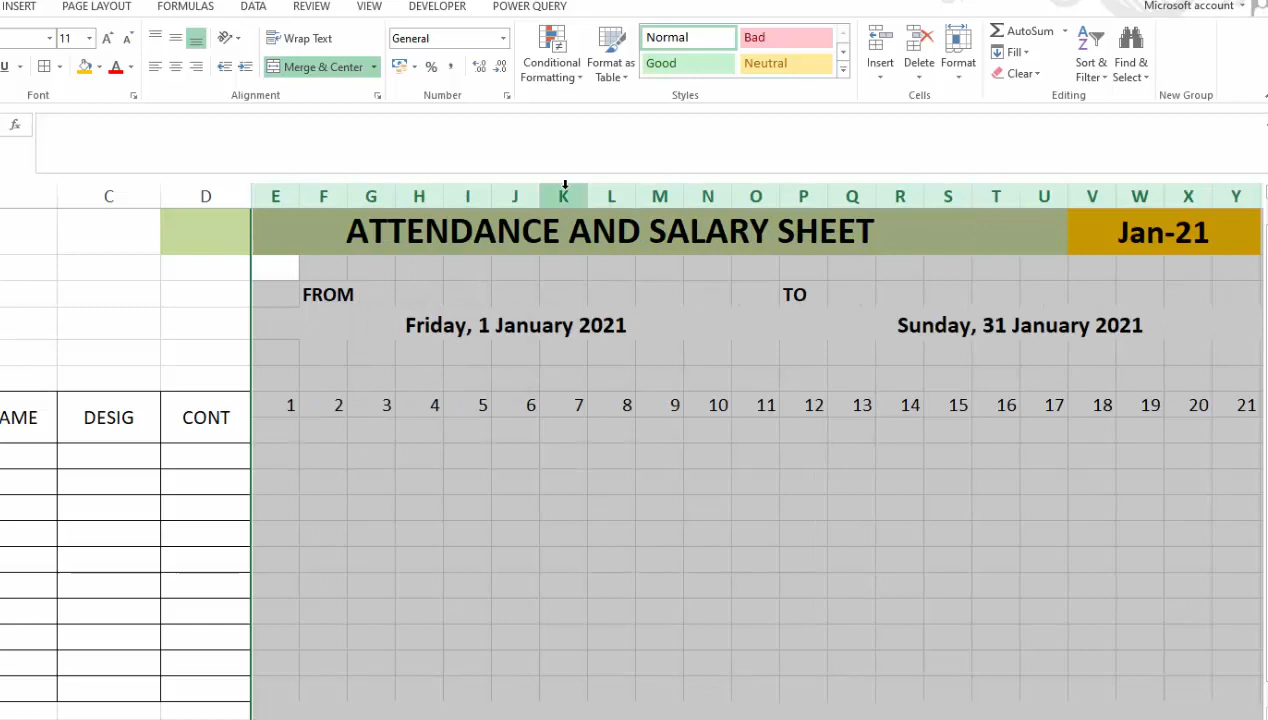 INSERT PAGE LAYOUT FORMULAS DATA REVIEW VIEW DEVELOPER POWER QUERY Microsoft account
11 A A Wrap Text General Conditional Formatting Format as Table Normal Bad Insert Delete Format AutoSum Sort & Filter Find & Select
U A Merge & Center % , .0 .00 Good Neutral Fill Clear
Font Alignment Number Styles Cells Editing New Group
fx
C D E F G H I J K L M N O P Q R S T U V W X Y
ATTENDANCE AND SALARY SHEET Jan-21
FROM TO
Friday, 1 January 2021 Sunday, 31 January 2021
1 2 3 4 5 6 7 8 9 10 11 12 13 14 15 16 17 18 19 20 21
AME DESIG CONT